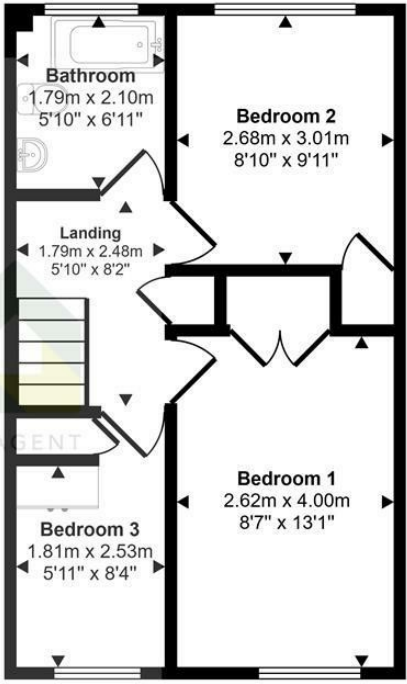 Bathroom
1.79m x 2.10m
5'10" x 6'11"
Bedroom 2
2.68m x 3.01m
8'10" x 9'11"
Landing
1.79m x 2.48m
5'10" x 8'2"
AGENT
Bedroom 1
2.62m x 4.00m
8'7" x 13'1"
Bedroom 3
1.81m x 2.53m
5'11" x 8'4"